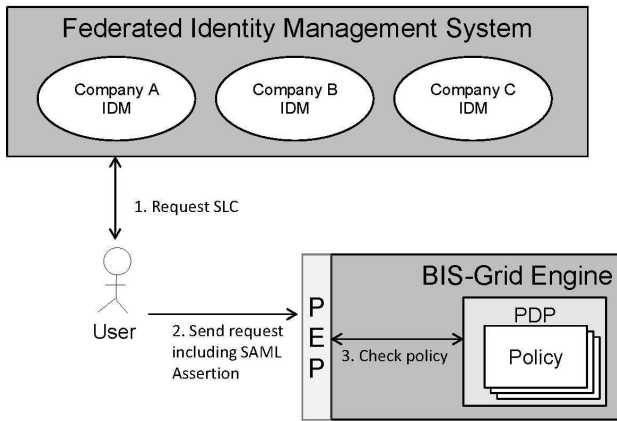 Federated Identity Management System
Company A
IDM
Company B
IDM
Company C
IDM
1. Request SLC
User
2. Send request
including SAML
Assertion
P
E
P
3. Check policy
BIS-Grid Engine
PDP
Policy